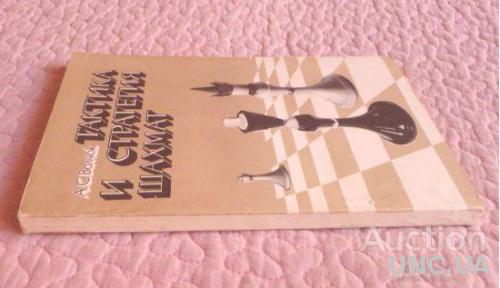 А.С. Волчок
ТАКТИКА
И СТРАТЕГИЯ
ШАХМАТ
Auction
UNC.UA